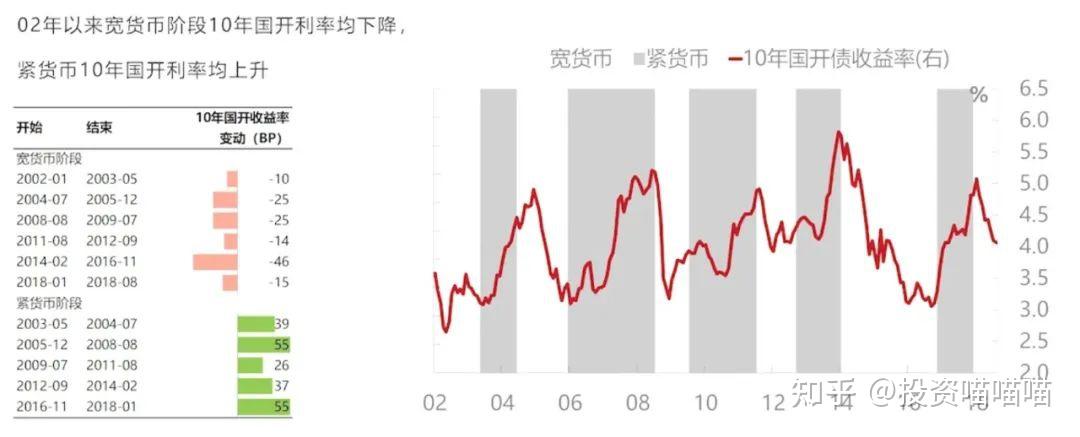 02年以来宽货币阶段10年国开利率均下降，
紧货币10年国开利率均上升
开始 结束 10年国开收益率
变动（BP）
宽货币阶段
2002-01 2003-05 -10
2004-07 2005-12 -25
2008-08 2009-07 -25
2011-08 2012-09 -14
2014-02 2016-11 -46
2018-01 2018-08 -15
紧货币阶段
2003-05 2004-07 39
2005-12 2008-08 55
2009-07 2011-08 26
2012-09 2014-02 37
2016-11 2018-01 55
宽货币 紧货币 10年国开债收益率(右)
%
6.5
6.0
5.5
5.0
4.5
4.0
3.5
3.0
2.5
2.0
02 04 06 08 10 12 14 16 18
知乎 @投资喵喵喵